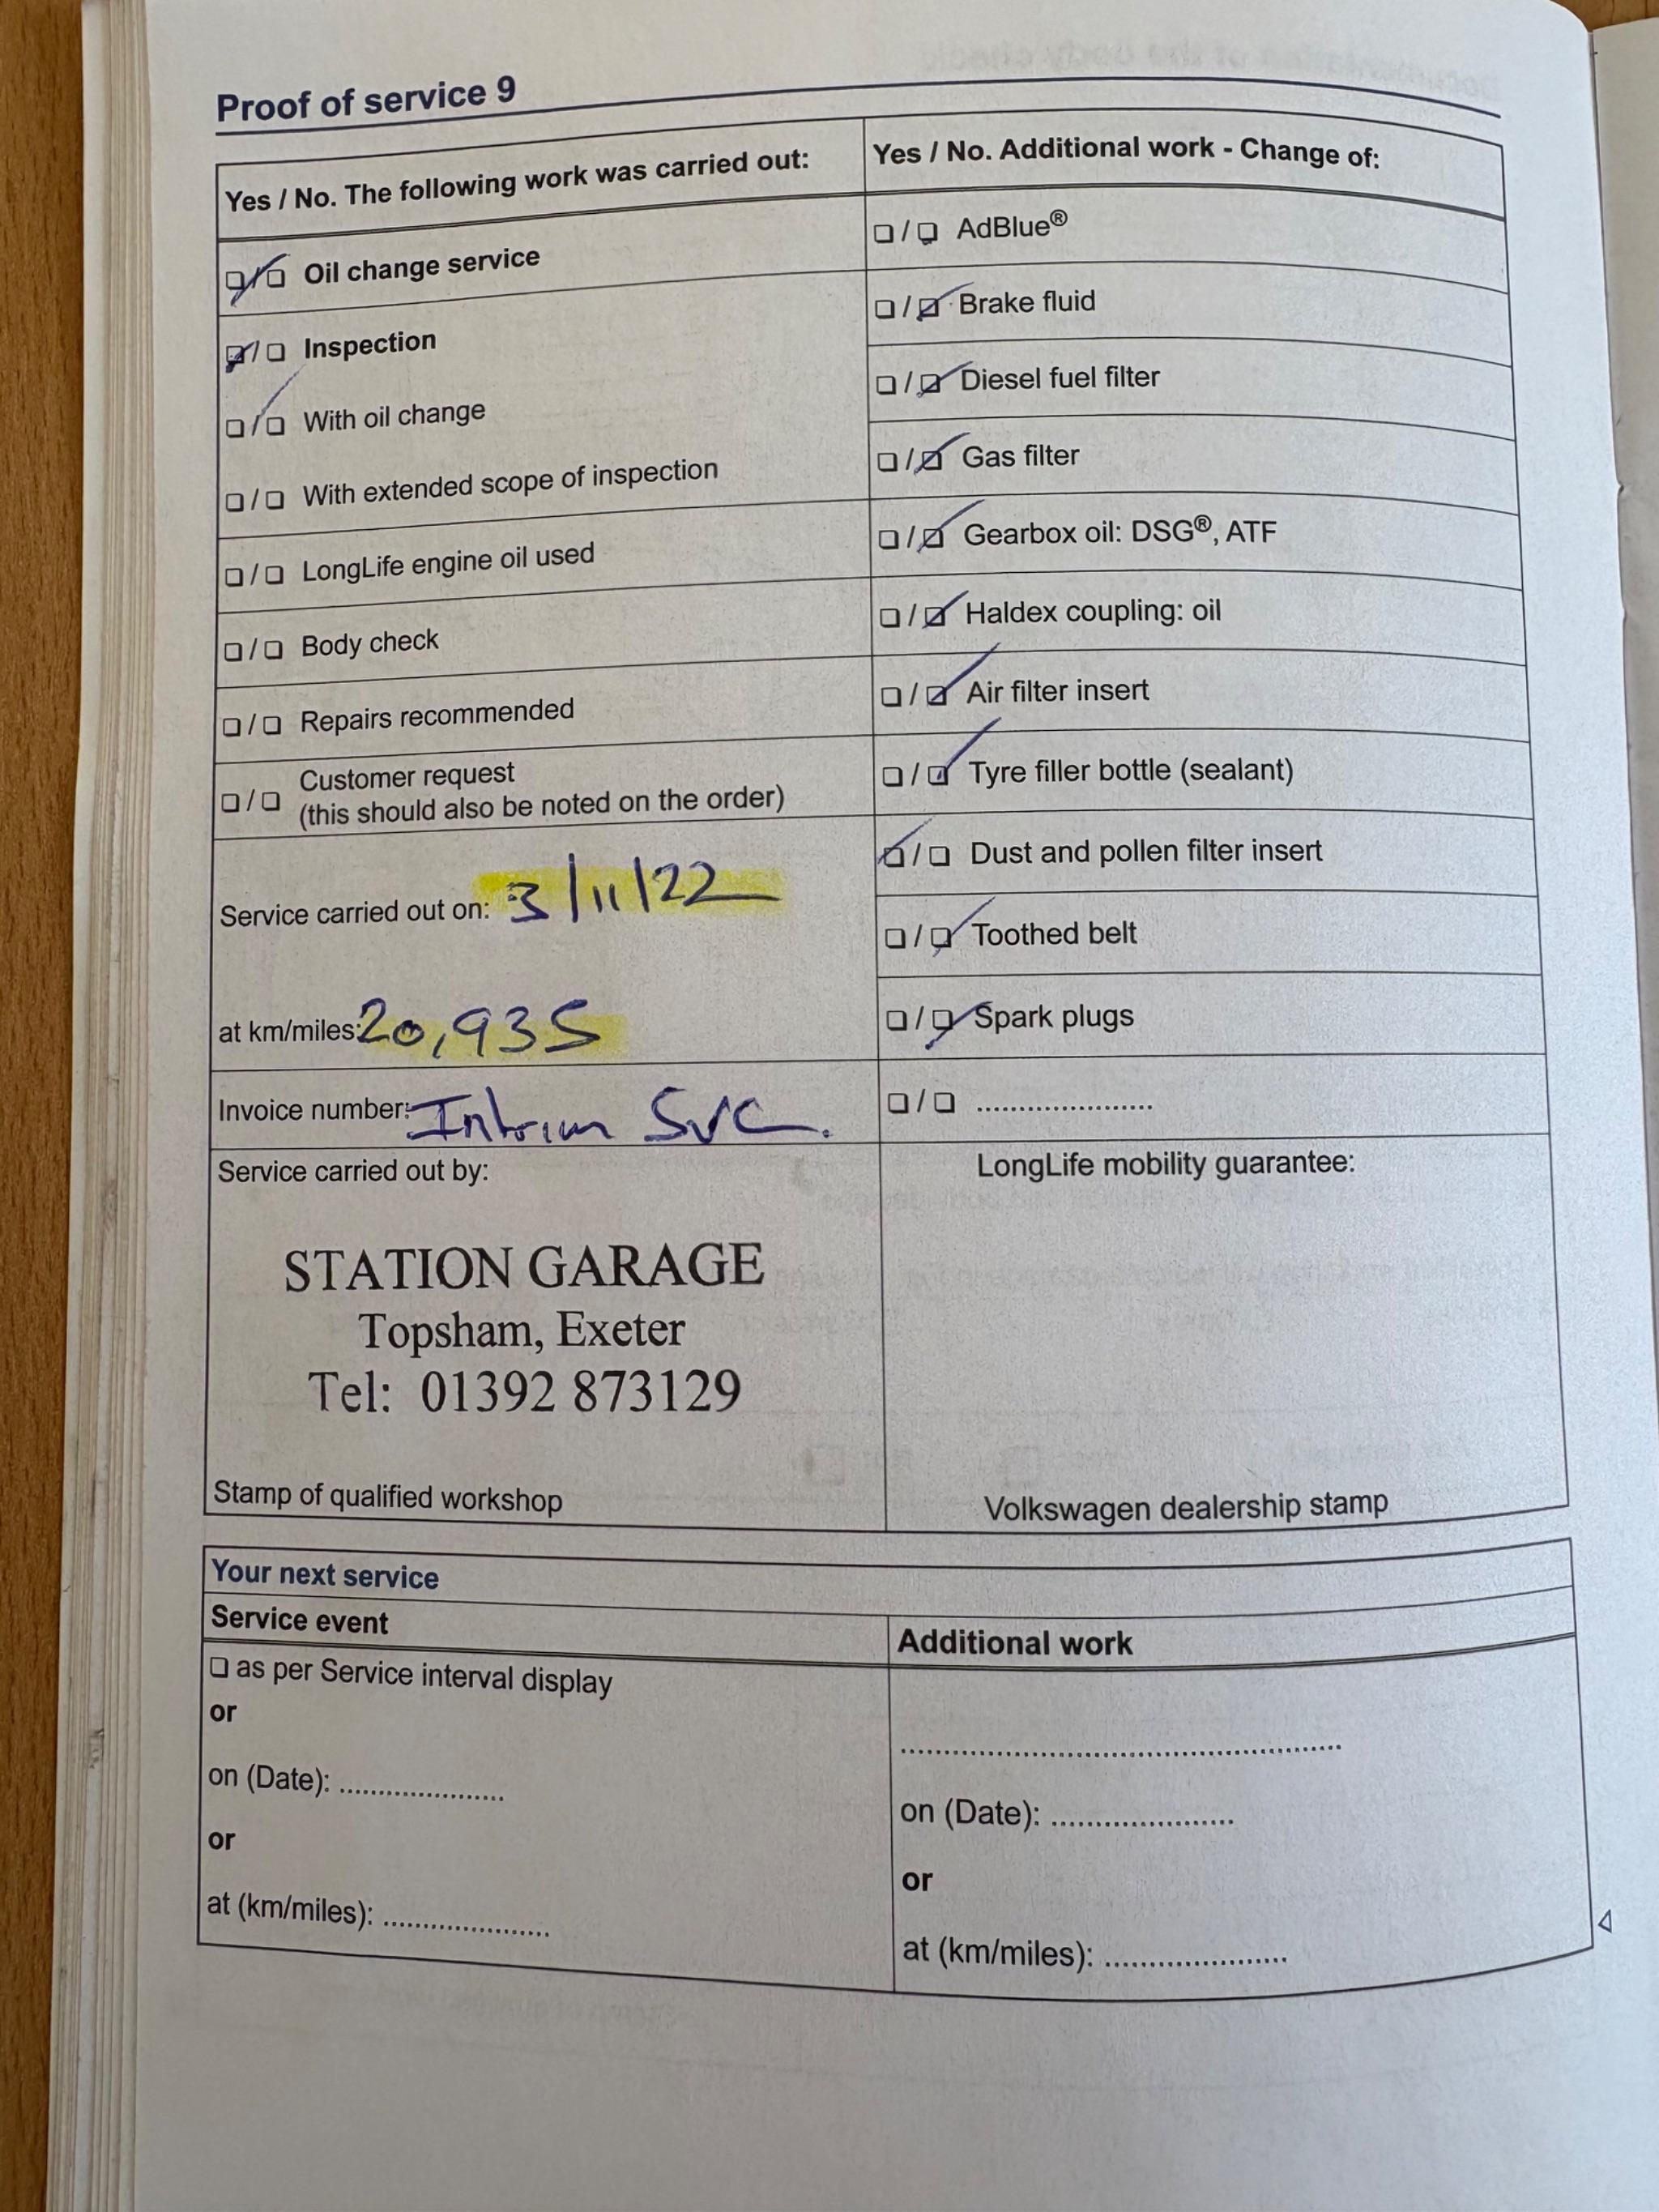 Proof of service 9
Yes / No. The following work was carried out:
☑/☐ Oil change service
☑/☐ Inspection
☐/☐ With oil change
☐/☐ With extended scope of inspection
☐/☐ LongLife engine oil used
☐/☐ Body check
☐/☐ Repairs recommended
☐/☐ Customer request
(this should also be noted on the order)
Service carried out on: 3/11/22
at km/miles: 20,935
Invoice number: Intrim SVC.
Service carried out by:
STATION GARAGE
Topsham, Exeter
Tel: 01392 873129
Stamp of qualified workshop
Yes / No. Additional work - Change of:
☐/☐ AdBlue®
☐/☑ Brake fluid
☐/☑ Diesel fuel filter
☐/☑ Gas filter
☐/☑ Gearbox oil: DSG®, ATF
☐/☑ Haldex coupling: oil
☐/☑ Air filter insert
☐/☑ Tyre filler bottle (sealant)
☑/☐ Dust and pollen filter insert
☐/☑ Toothed belt
☐/☑ Spark plugs
☐/☐ ......................
LongLife mobility guarantee:
Volkswagen dealership stamp
Your next service
Service event
☐ as per Service interval display
or
on (Date): .....................
or
at (km/miles): .....................
Additional work
.......................................................
on (Date): .......................
or
at (km/miles): .......................